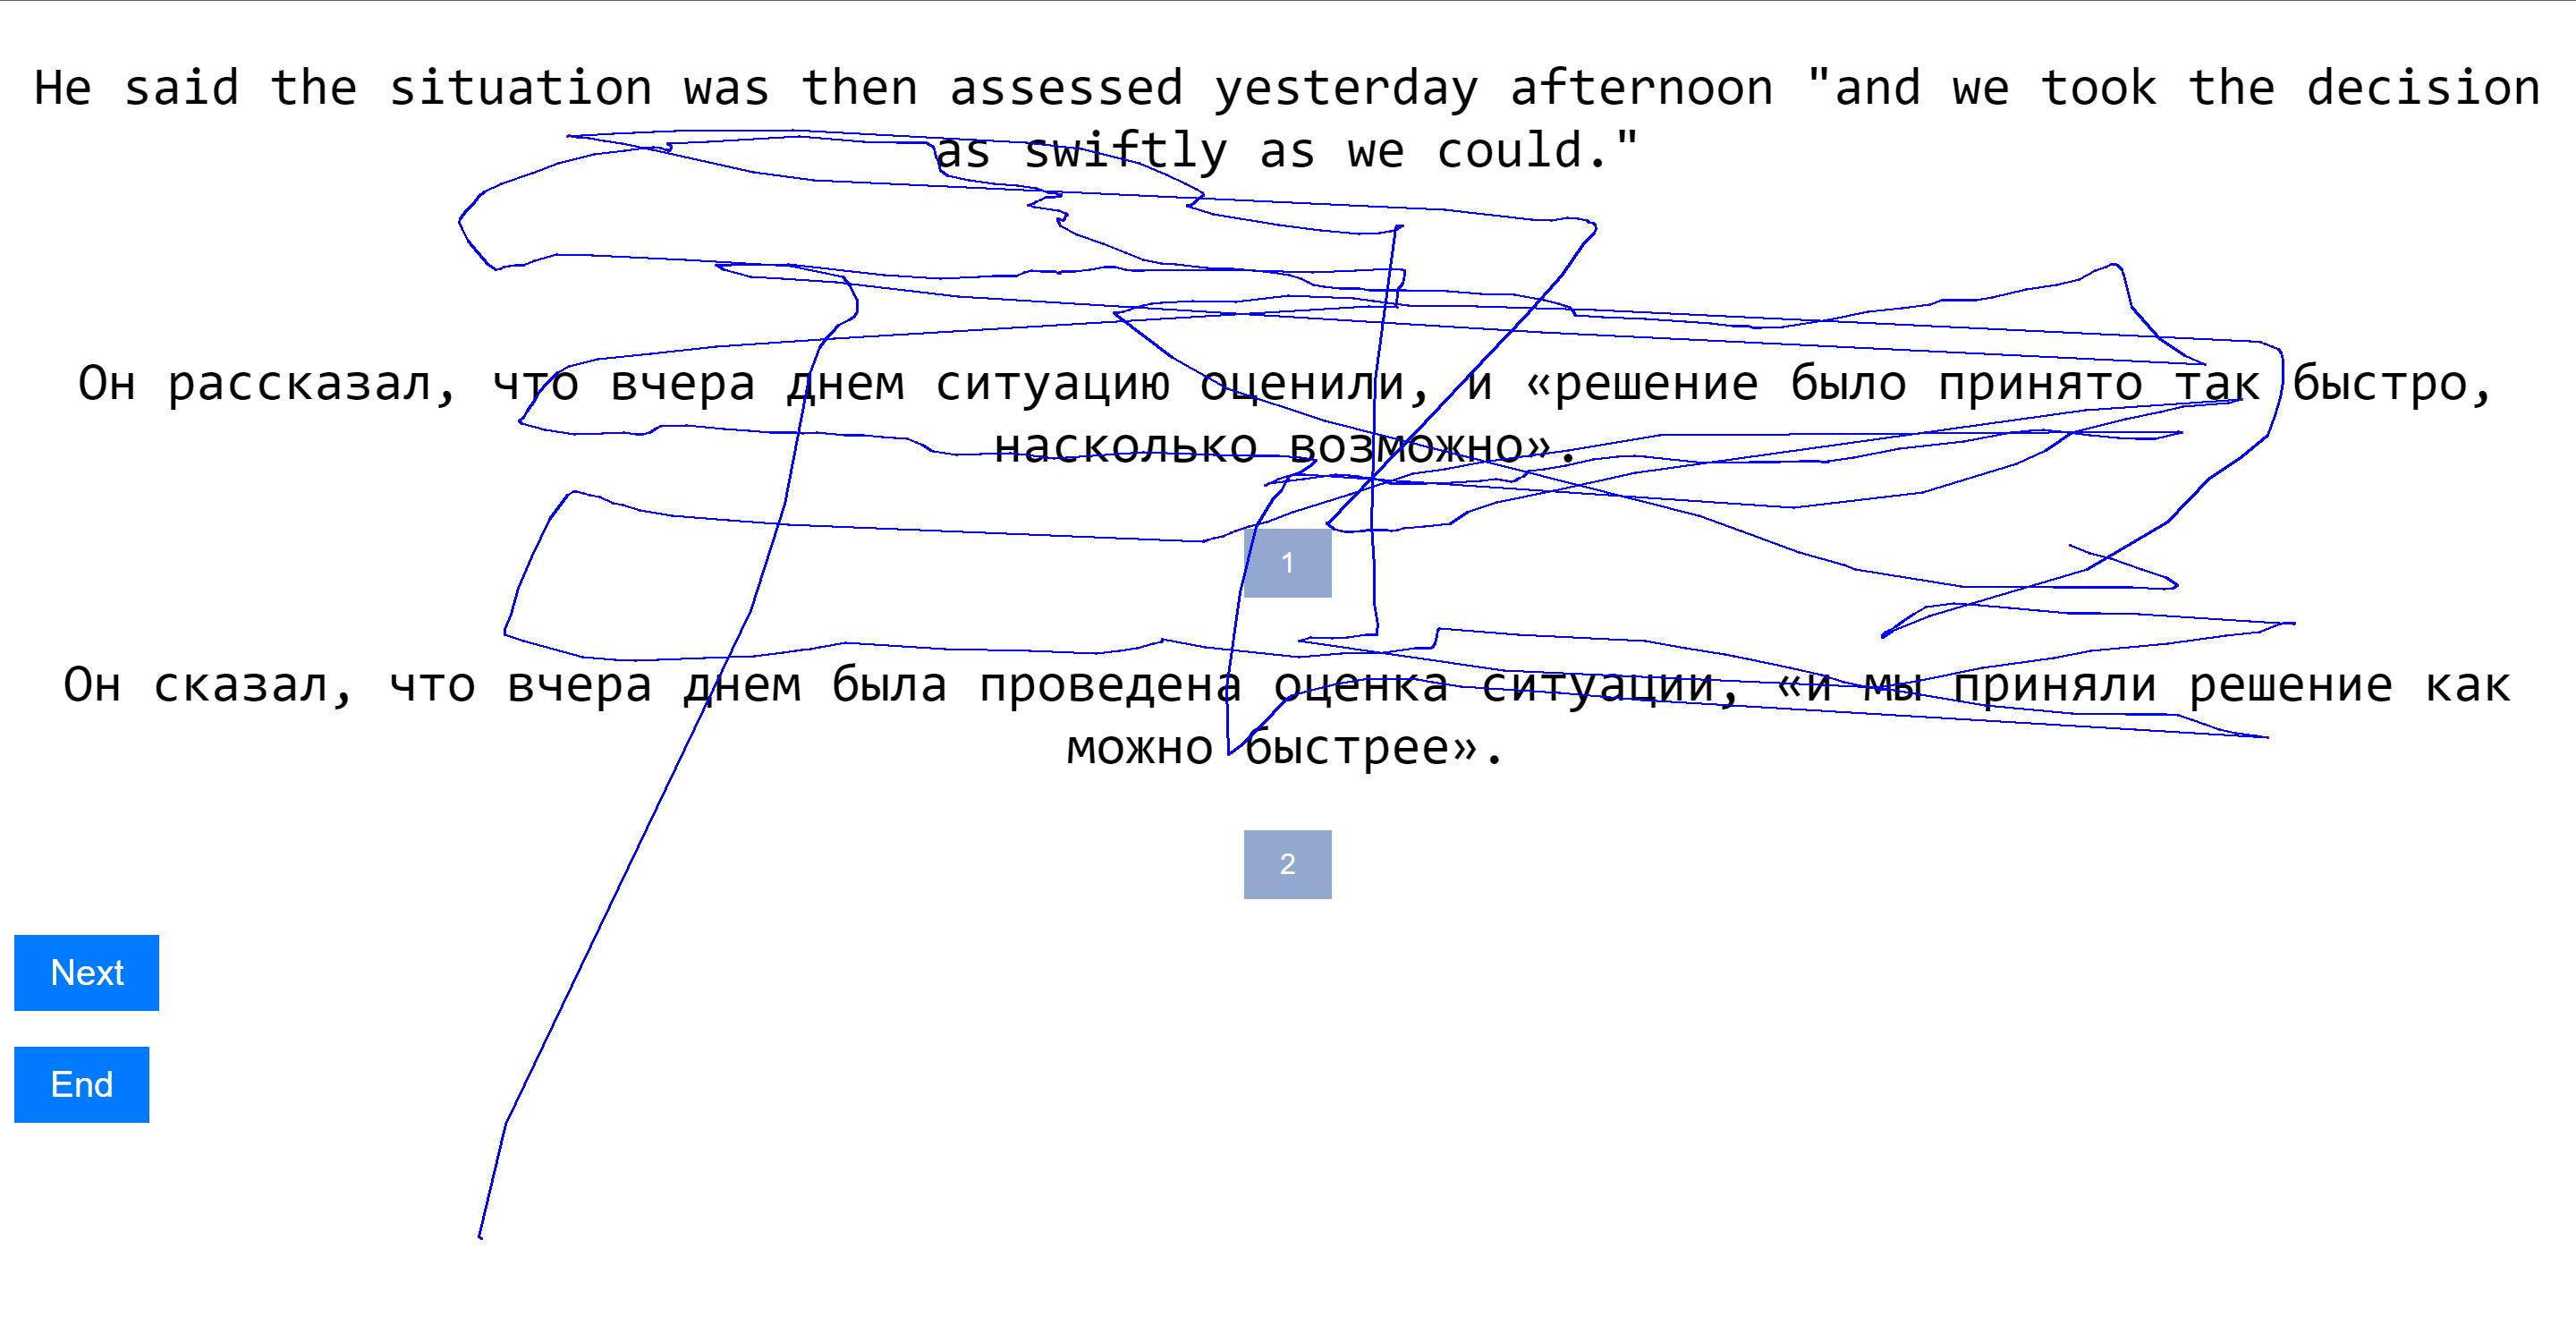 He said the situation was then assessed yesterday afternoon "and we took the decision
as swiftly as we could."
Он рассказал, что вчера днем ситуацию оценили, и «решение было принято так быстро,
насколько возможно».
1
Он сказал, что вчера днем была проведена оценка ситуации, «и мы приняли решение как
можно быстрее».
2
Next
End